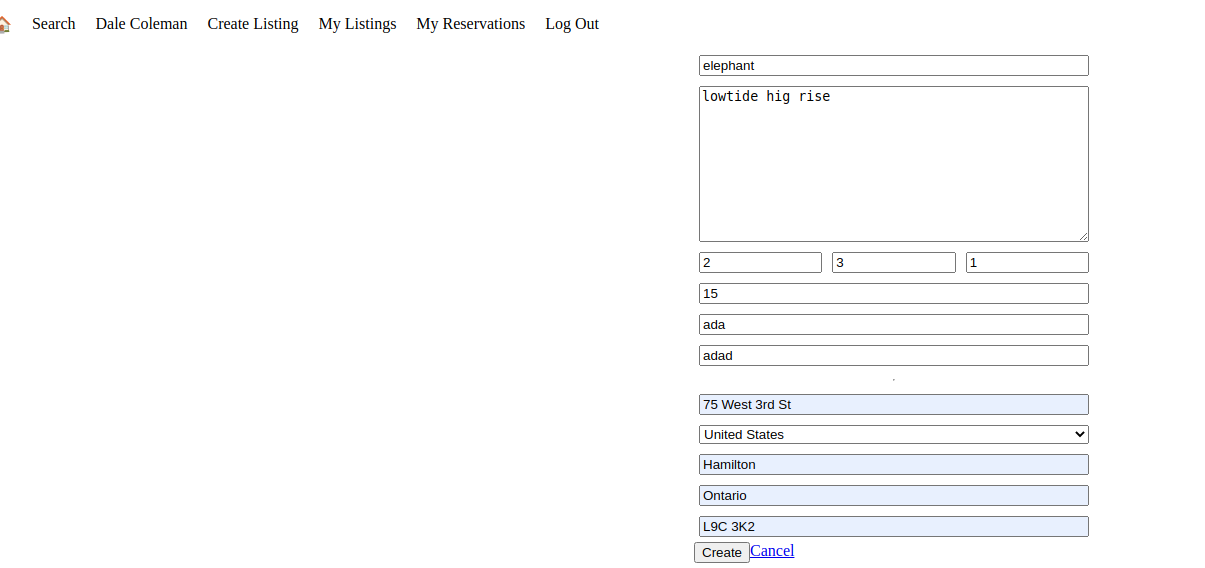 Search Dale Coleman Create Listing My Listings My Reservations Log Out
elephant
lowtide hig rise
2 3 1
15
ada
adad
75 West 3rd St
United States
Hamilton
Ontario
L9C 3K2
Create Cancel